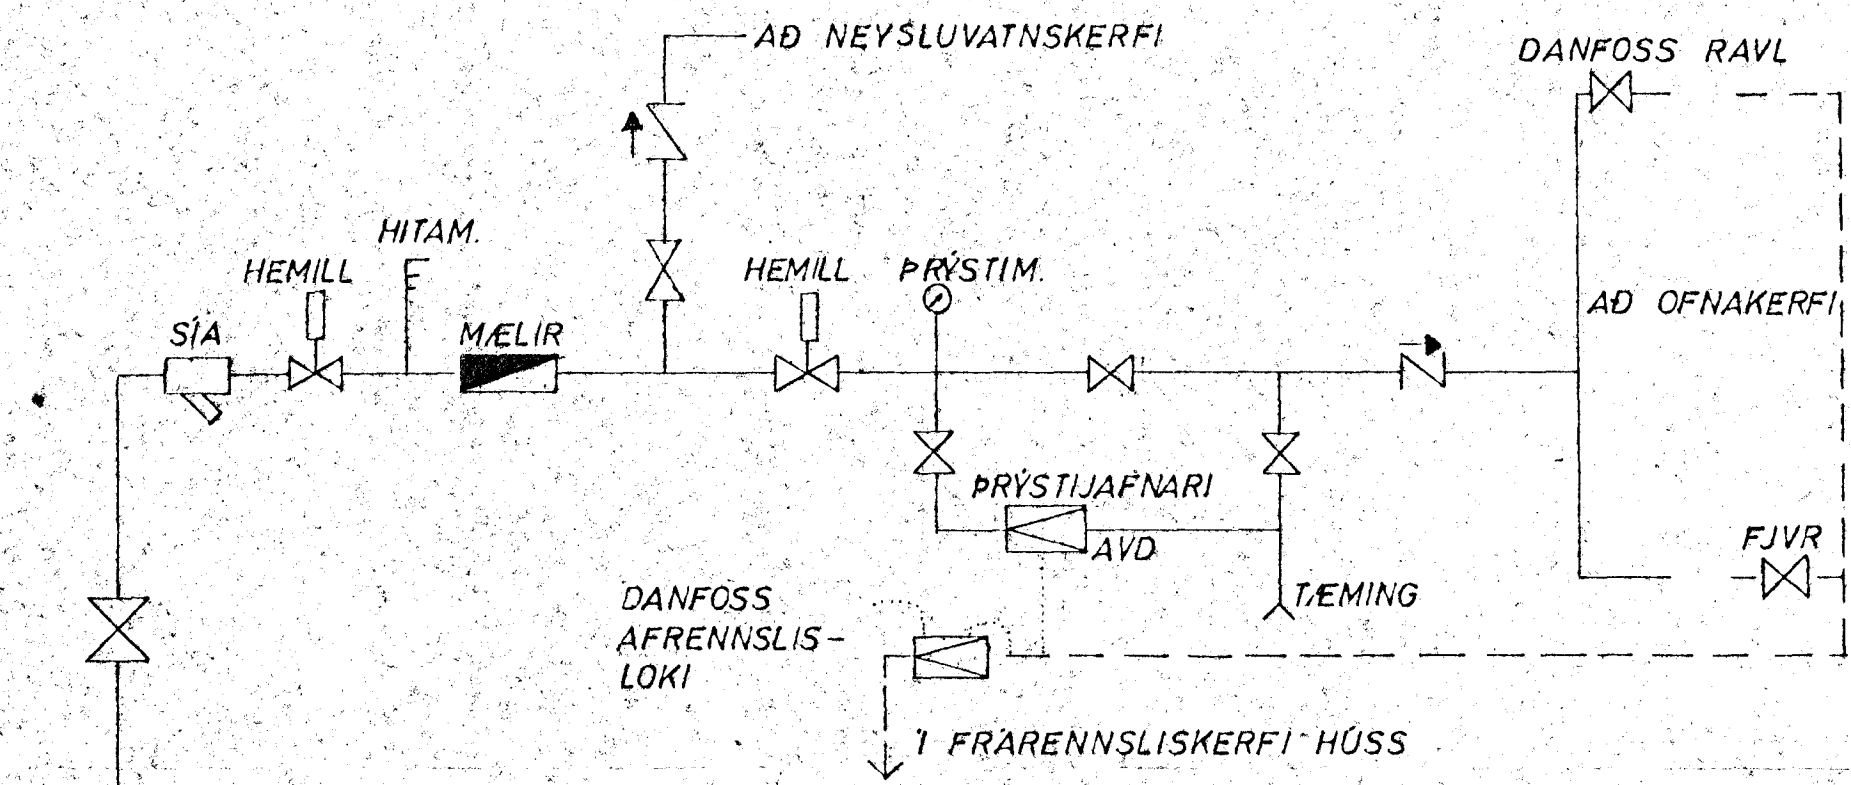 AÐ NEYSLUVATNSKERFI
DANFOSS RAVL
HITAM.
HEMILL
HEMILL
ÞRÝSTIM.
AÐ OFNAKERFI
SÍA
MÆLIR
ÞRÝSTIJAFNARI
AVD
FJVR
DANFOSS
AFRENNSLIS-
LOKI
TÆMING
Í FRÁRENNSLISKERFI HÚSS